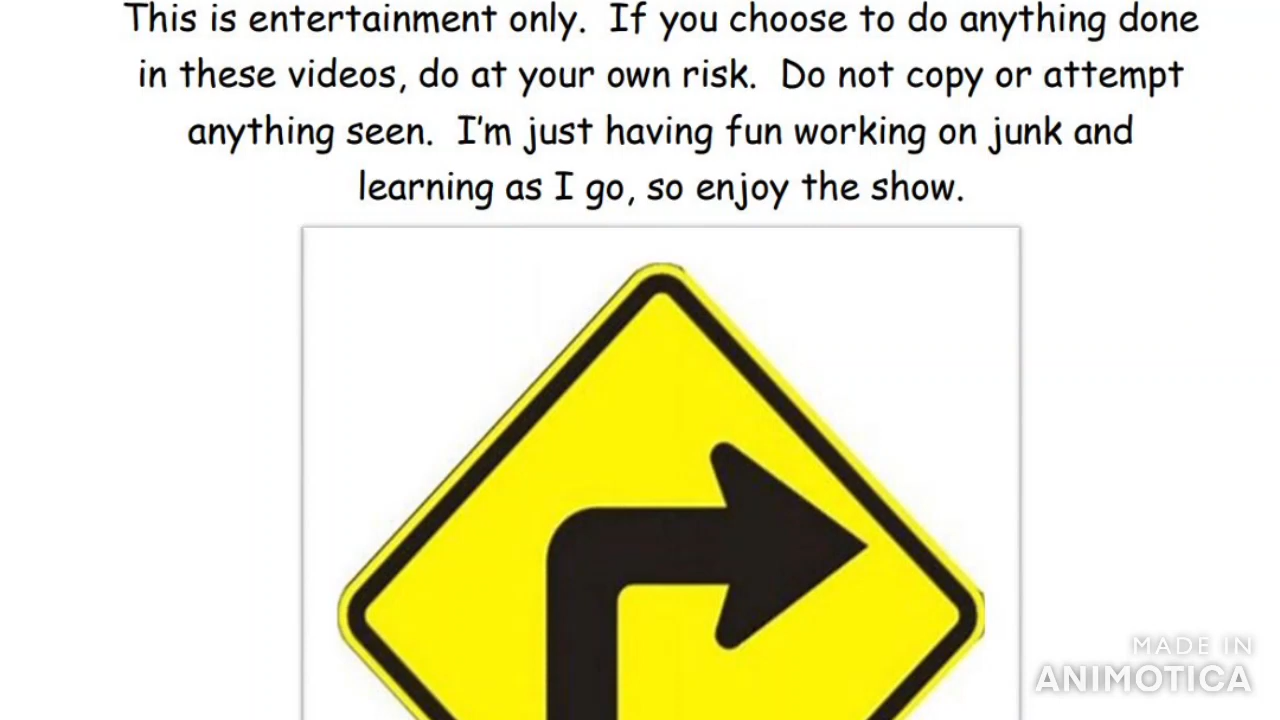 This is entertainment only.  If you choose to do anything done
in these videos, do at your own risk.  Do not copy or attempt
anything seen.  I'm just having fun working on junk and
learning as I go, so enjoy the show.
MADE IN
ANIMOTICA